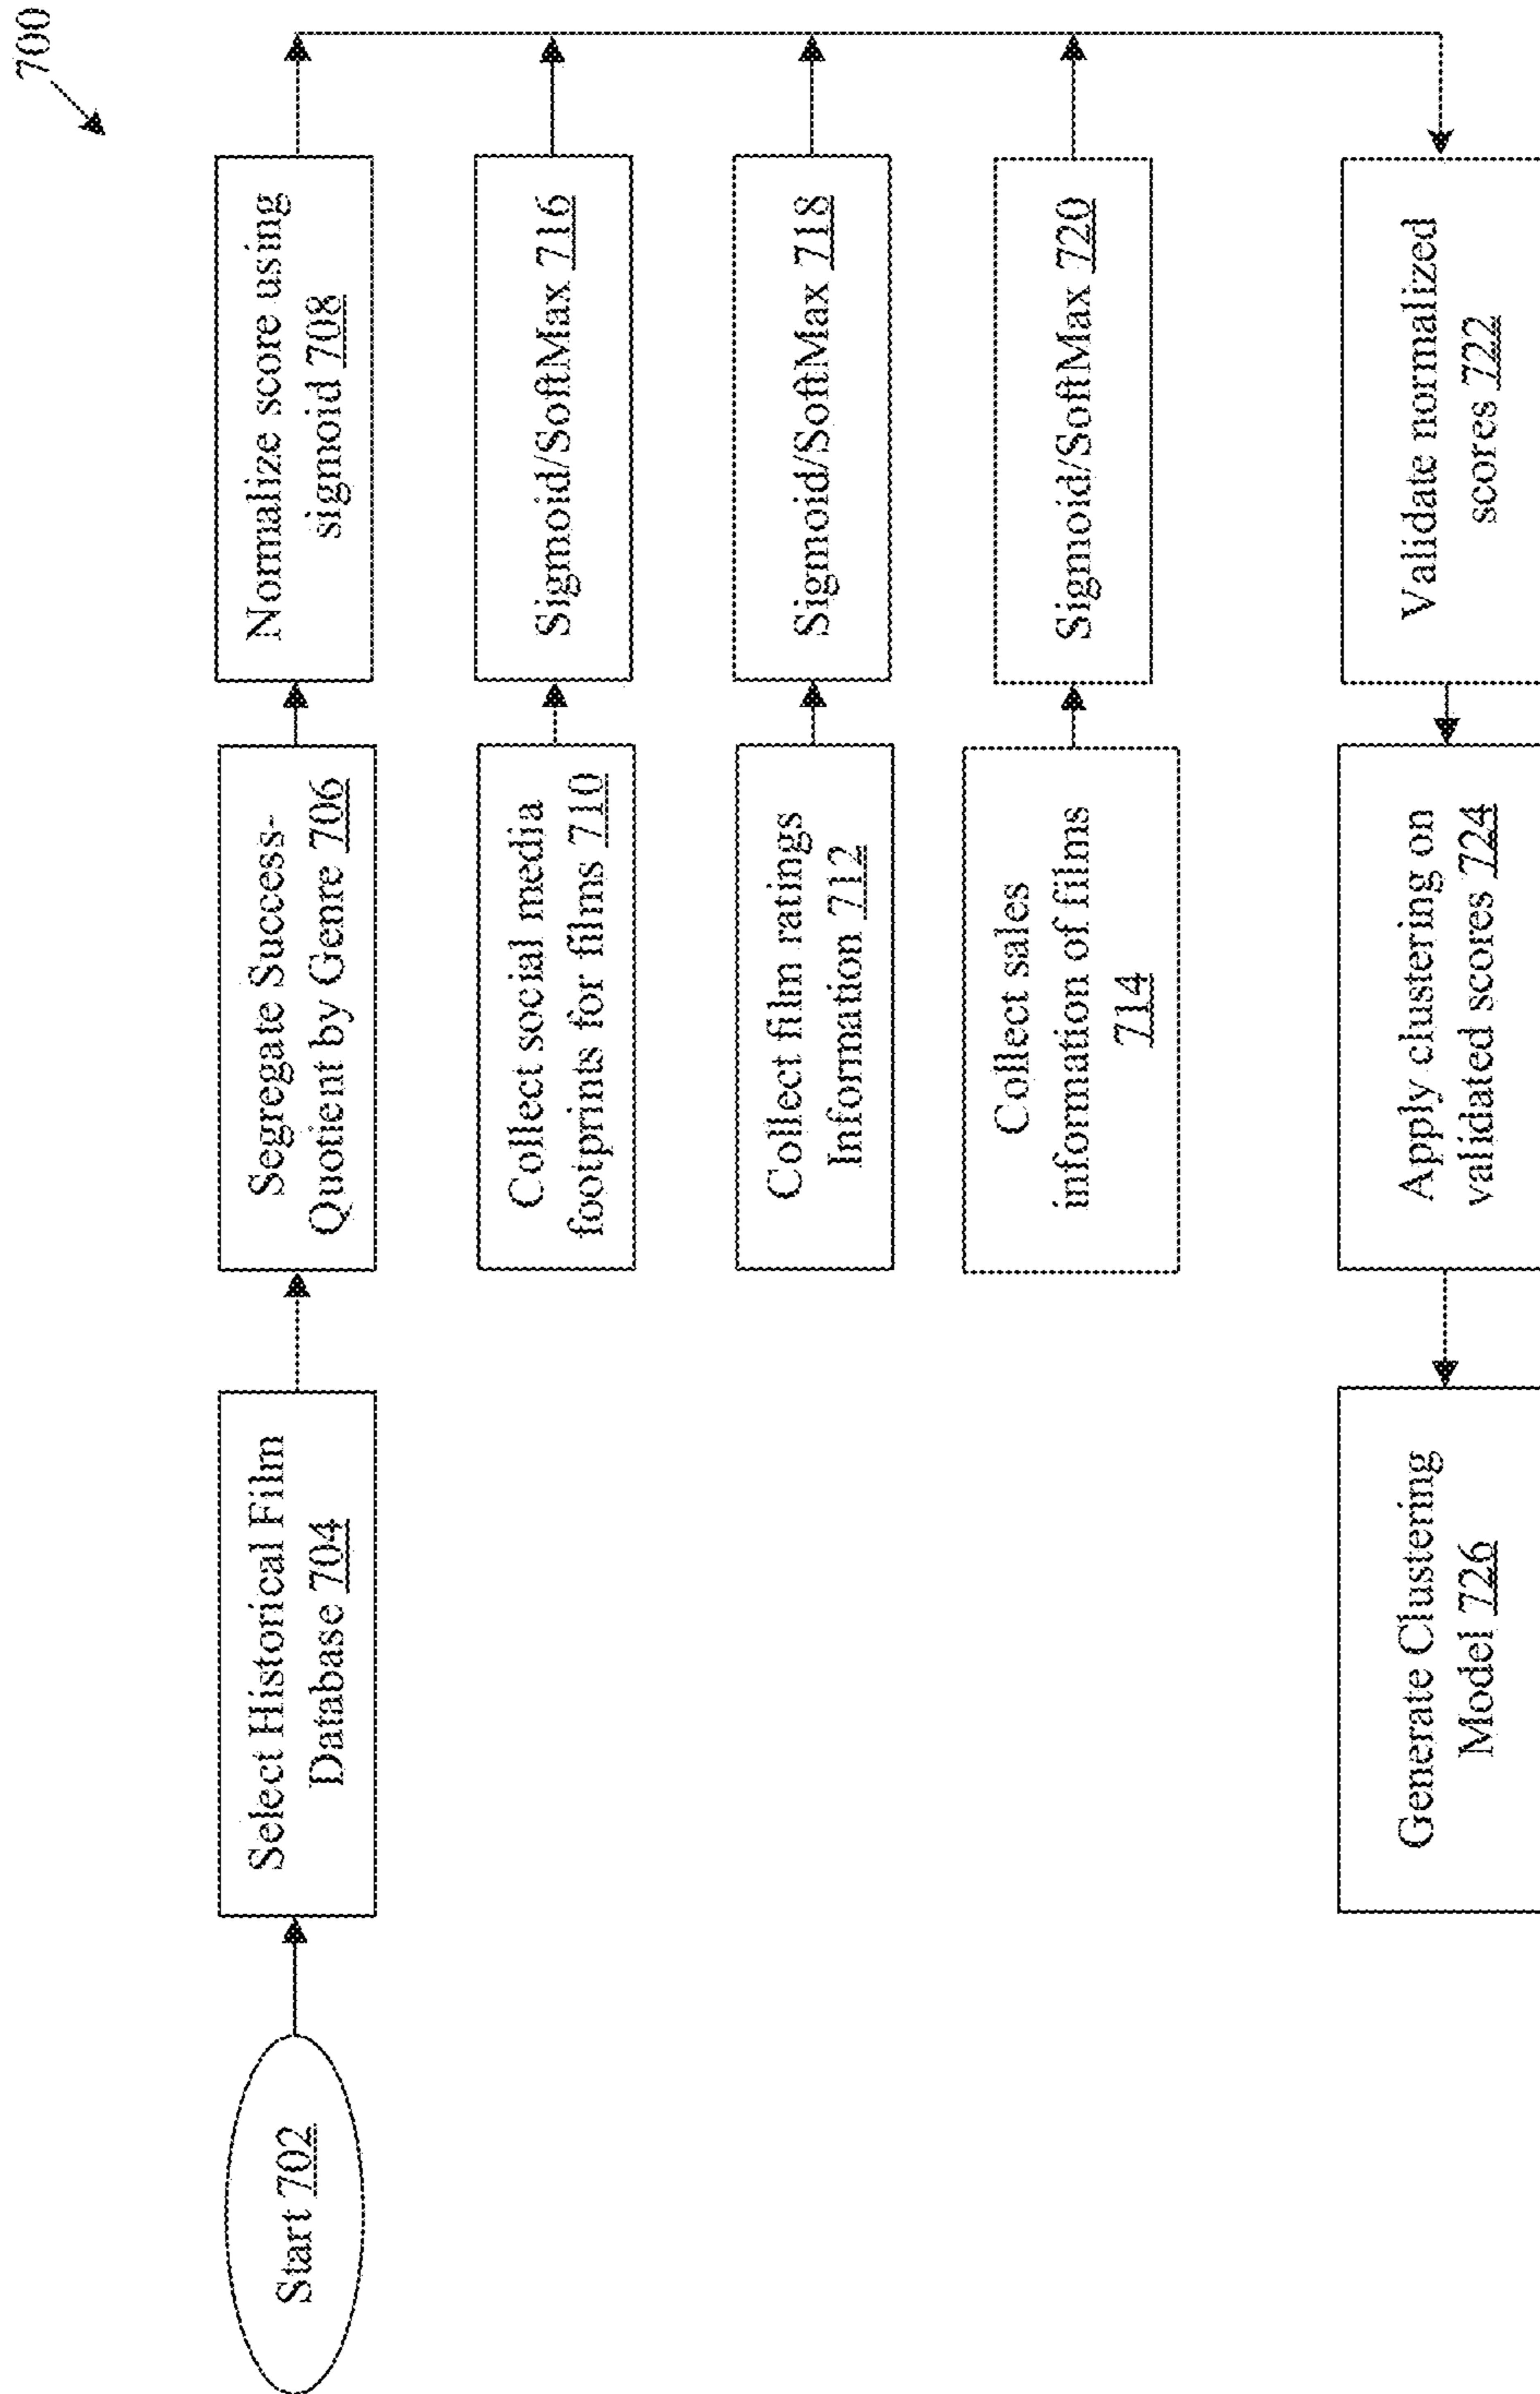 700
Start 702
Select Historical Film
Database 704
Segregate Success-
Quotient by Genre 706
Normalize score using
sigmoid 708
Collect social media
footprints for films 710
Sigmoid/SoftMax 716
Collect film ratings
Information 712
Sigmoid/SoftMax 718
Collect sales
information of films
714
Sigmoid/SoftMax 720
Generate Clustering
Model 726
Apply clustering on
validated scores 724
Validate normalized
scores 722